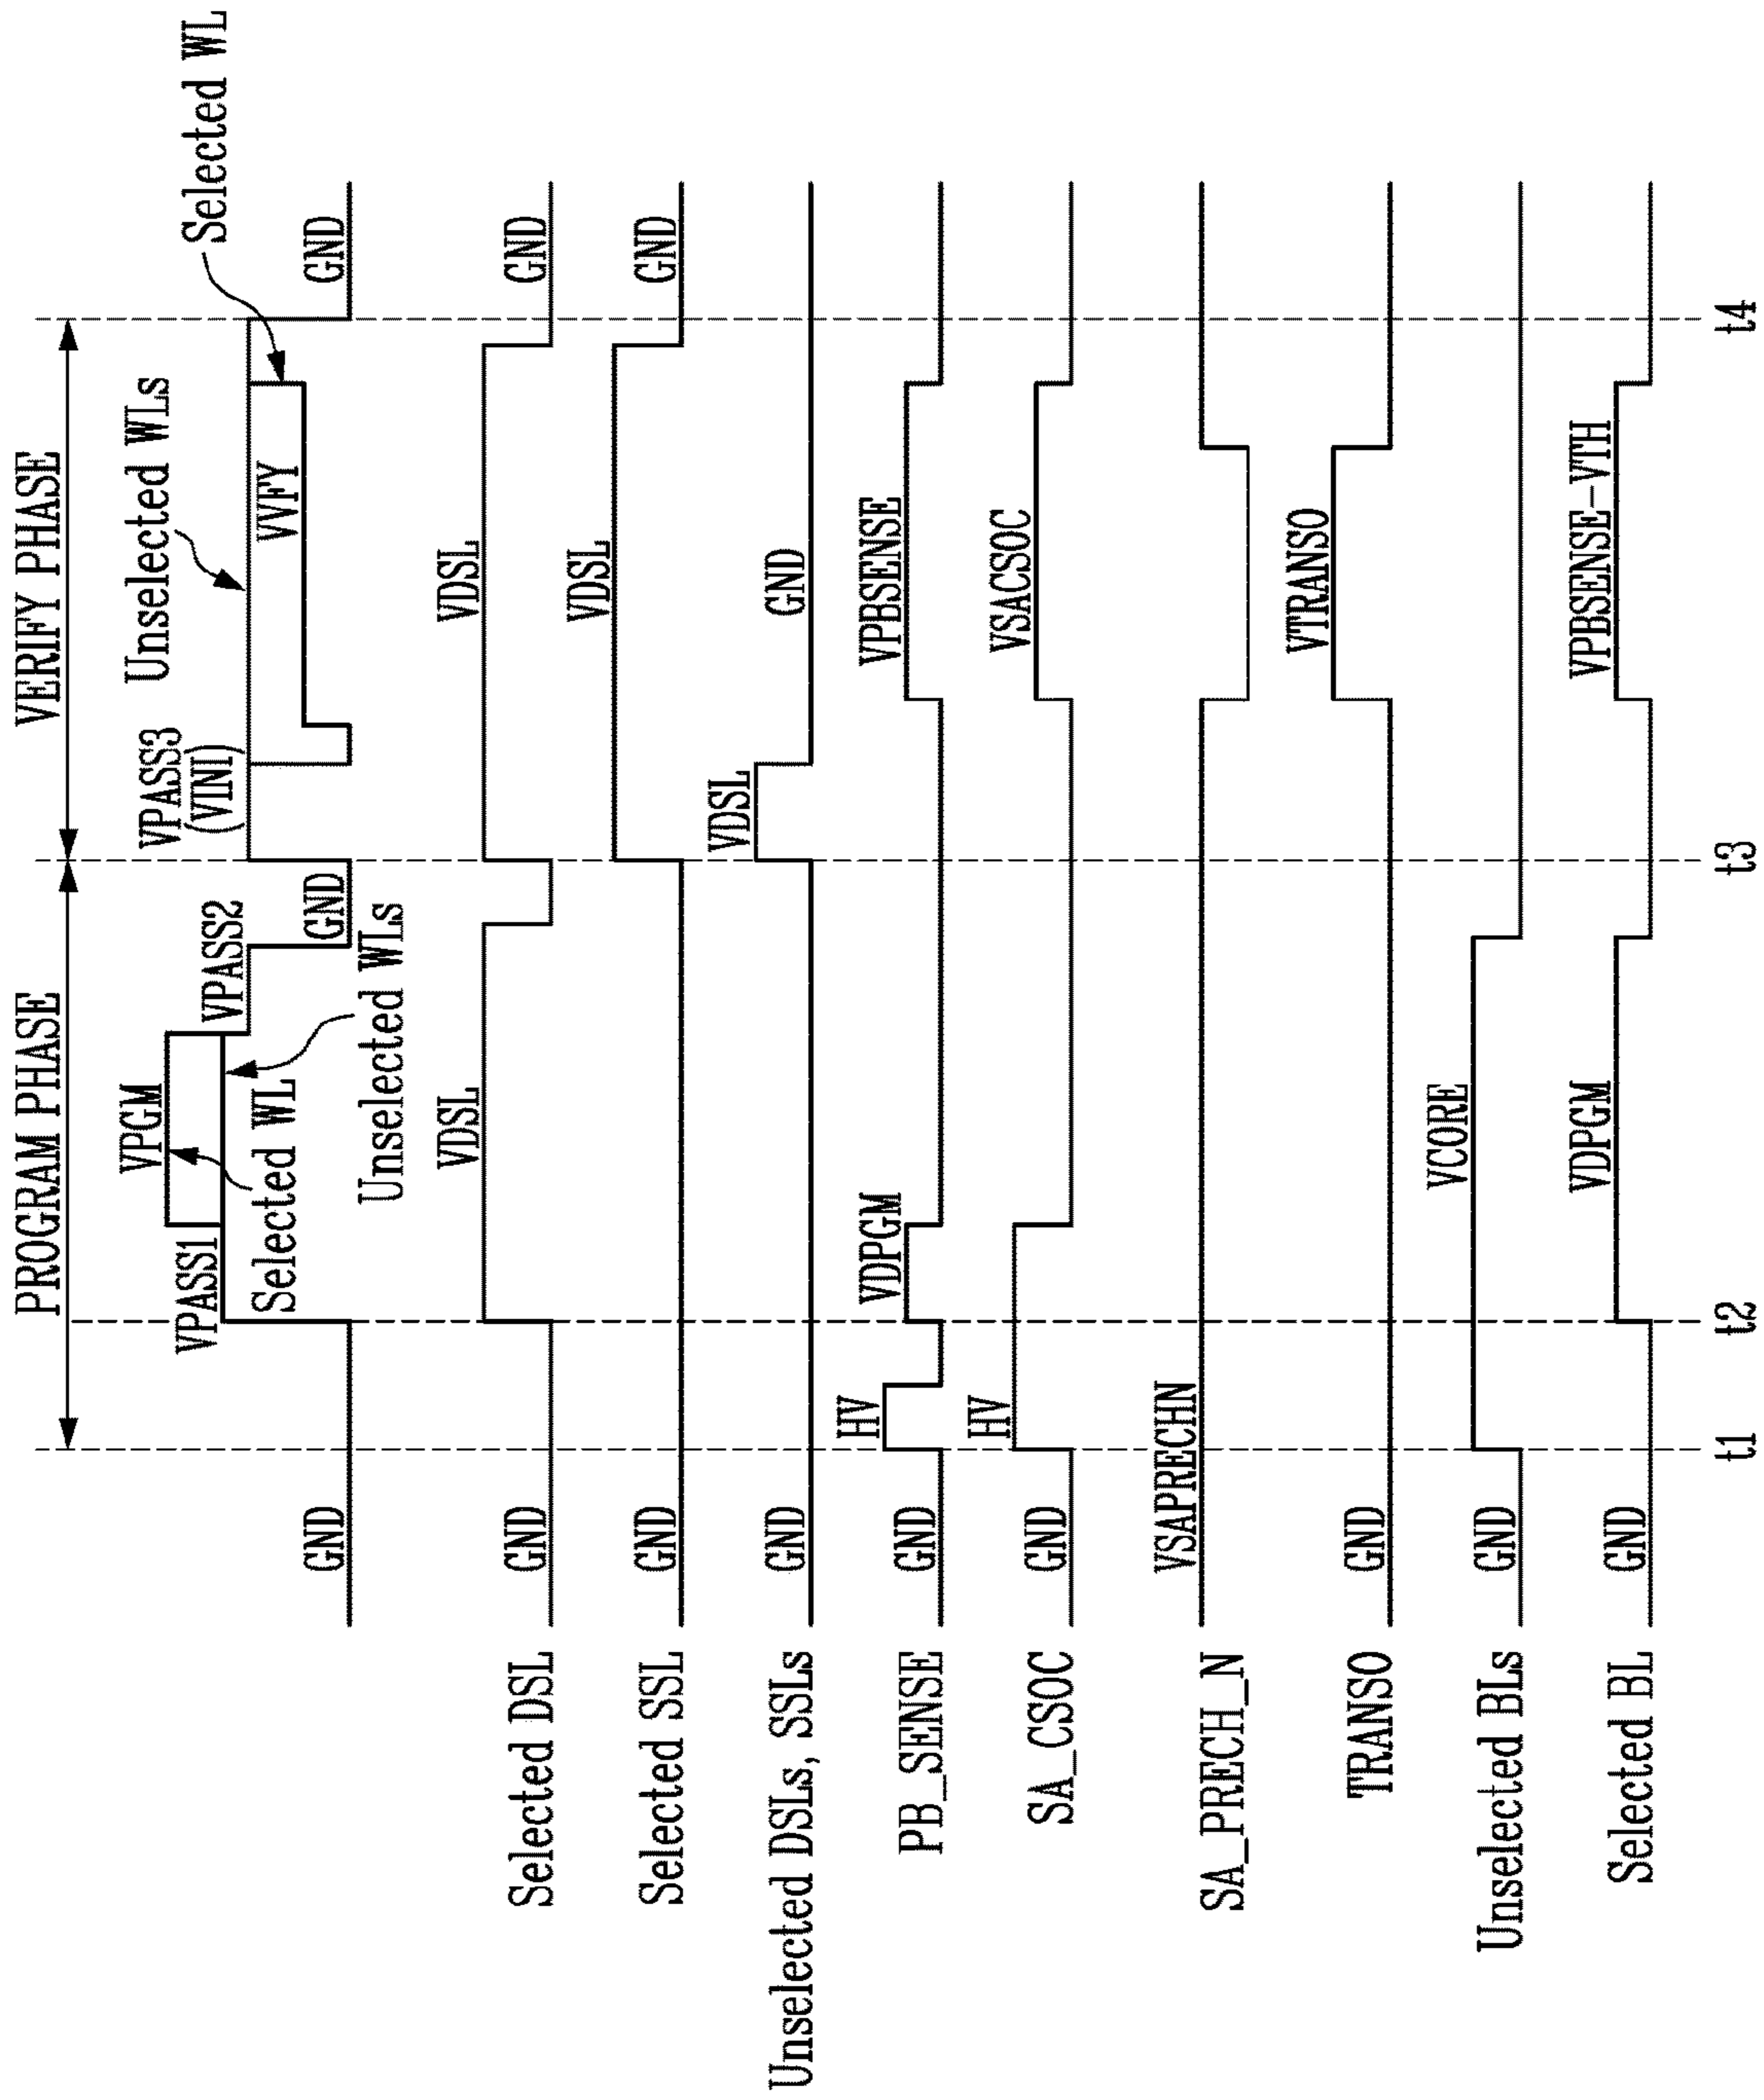 PROGRAM PHASE
VERIFY PHASE
VPGM
VPASS1
VPASS2
Selected WL
Unselected WLs
GND
GND
VPASS3
(VINI)
Unselected WLs
VVFY
Selected WL
GND
Selected DSL
GND
VDSL
VDSL
GND
Selected SSL
GND
VDSL
GND
Unselected DSLs, SSLs
GND
VDSL
GND
PB_SENSE
GND
HV
VDPGM
VPBSENSE
SA_CSOC
GND
HV
VSACSOC
SA_PRECH_N
VSAPRECHN
TRANSO
GND
VTRANSO
Unselected BLs
GND
VCORE
Selected BL
GND
VDPGM
VPBSENSE-VTH
t1
t2
t3
t4